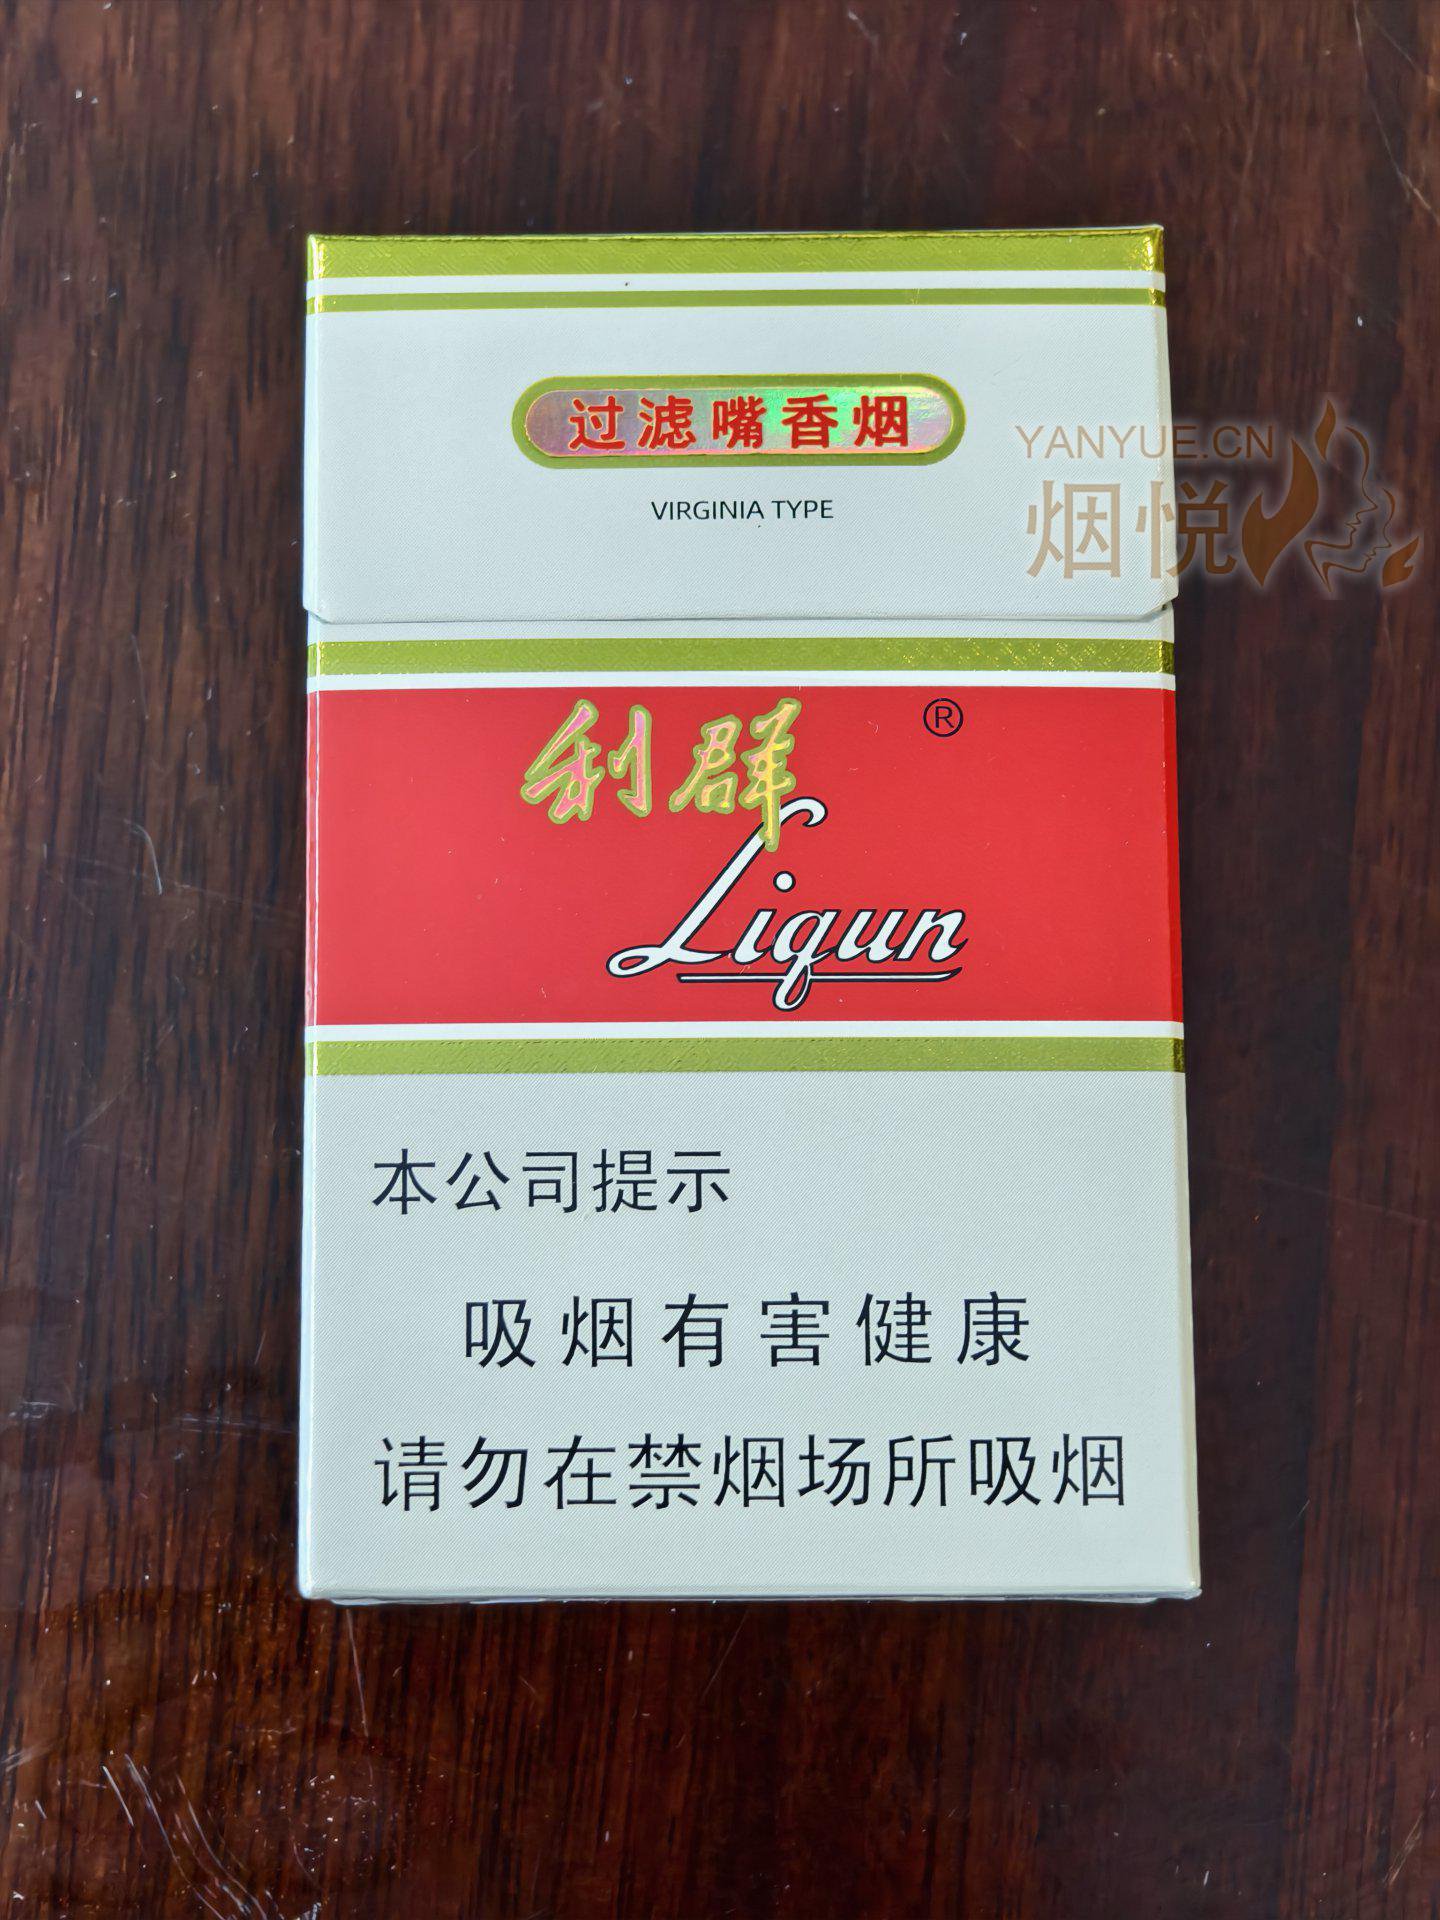 过滤嘴香烟
VIRGINIA TYPE
YANYUE.CN
烟悦
利群
®
Liqun
本公司提示
吸烟有害健康
请勿在禁烟场所吸烟